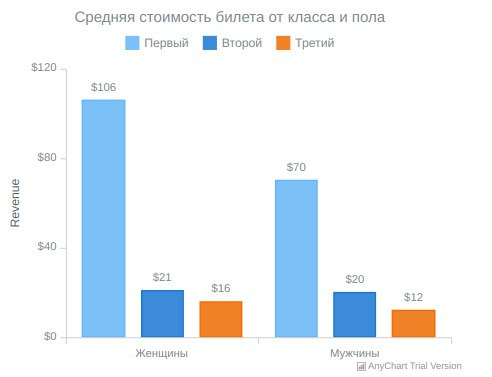 Средняя стоимость билета от класса и пола
Первый Второй Третий
$120
$80
$40
$0
Revenue
$106
$21
$16
$70
$20
$12
Женщины Мужчины
AnyChart Trial Version